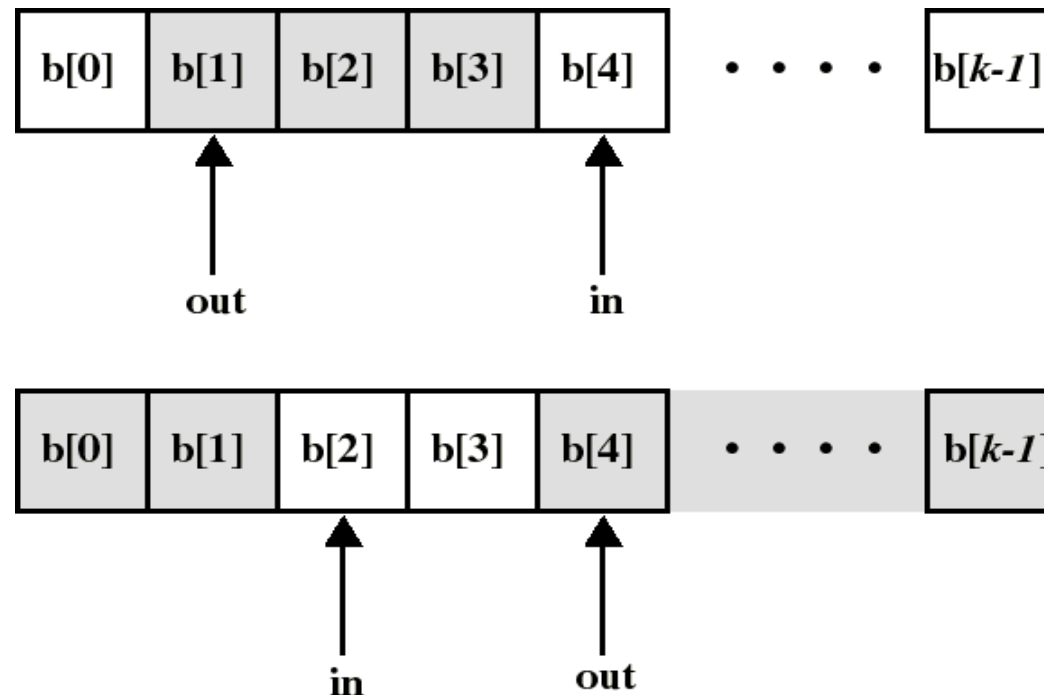 b[0] b[1] b[2] b[3] b[4] • • • • b[k-1]
out in
b[0] b[1] b[2] b[3] b[4] • • • • b[k-1]
in out